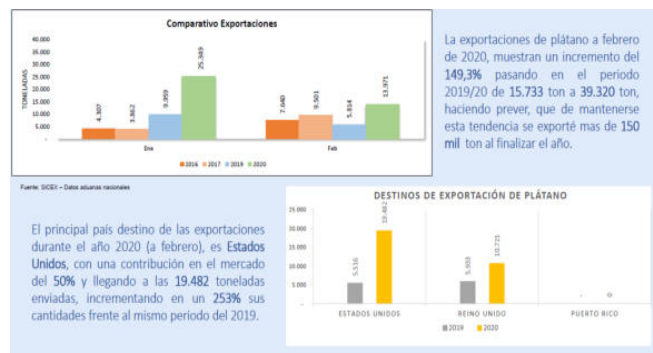 Comparativo Exportaciones
40.000
35.000
30.000
25.000
20.000
15.000
10.000
5.000
-
TONELADAS
4.307
3.862
9.959
25.349
7.640
9.501
5.814
13.971
Ene
Feb
2016 2017 2019 2020
Fuente: SICEX – Datos aduanas nacionales
La exportaciones de plátano a febrero
de 2020, muestran un incremento del
149,3% pasando en el periodo
2019/20 de 15.733 ton a 39.320 ton,
haciendo prever, que de mantenerse
esta tendencia se exporté mas de 150
mil ton al finalizar el año.
El principal país destino de las exportaciones
durante el año 2020 (a febrero), es Estados
Unidos, con una contribución en el mercado
del 50% y llegando a las 19.482 toneladas
enviadas, incrementando en un 253% sus
cantidades frente al mismo periodo del 2019.
DESTINOS DE EXPORTACIÓN DE PLÁTANO
25.000
20.000
15.000
10.000
5.000
-
5.516
19.482
5.933
10.721
0
ESTADOS UNIDOS
REINO UNIDO
PUERTO RICO
2019 2020